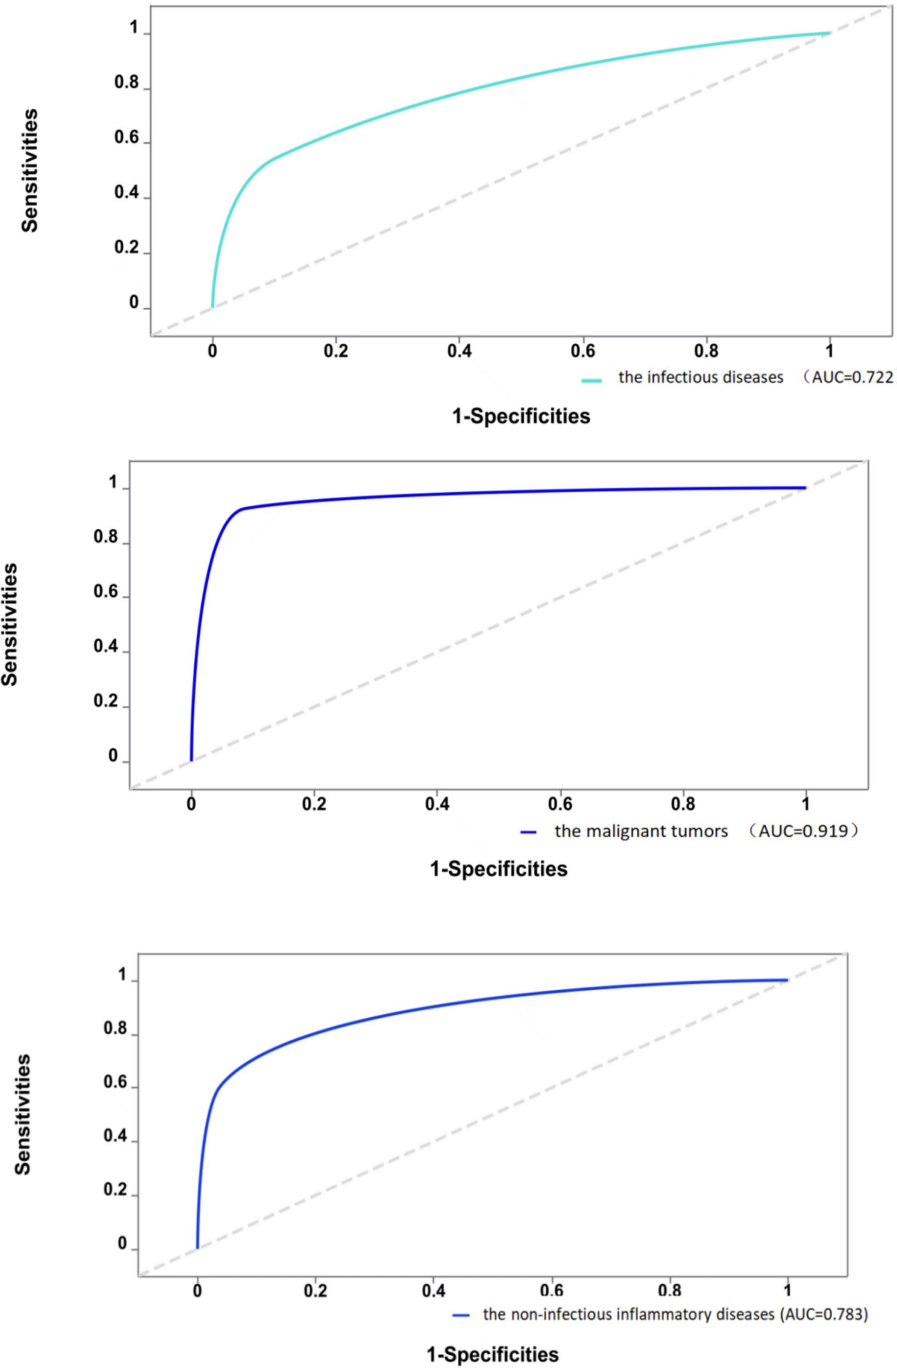 Sensitivities
1
0.8
0.6
0.4
0.2
0
0 0.2 0.4 0.6 0.8 1
the infectious diseases （AUC=0.722
1-Specificities
Sensitivities
1
0.8
0.6
0.4
0.2
0
0 0.2 0.4 0.6 0.8 1
the malignant tumors （AUC=0.919）
1-Specificities
Sensitivities
1
0.8
0.6
0.4
0.2
0
0 0.2 0.4 0.6 0.8 1
the non-infectious inflammatory diseases (AUC=0.783)
1-Specificities